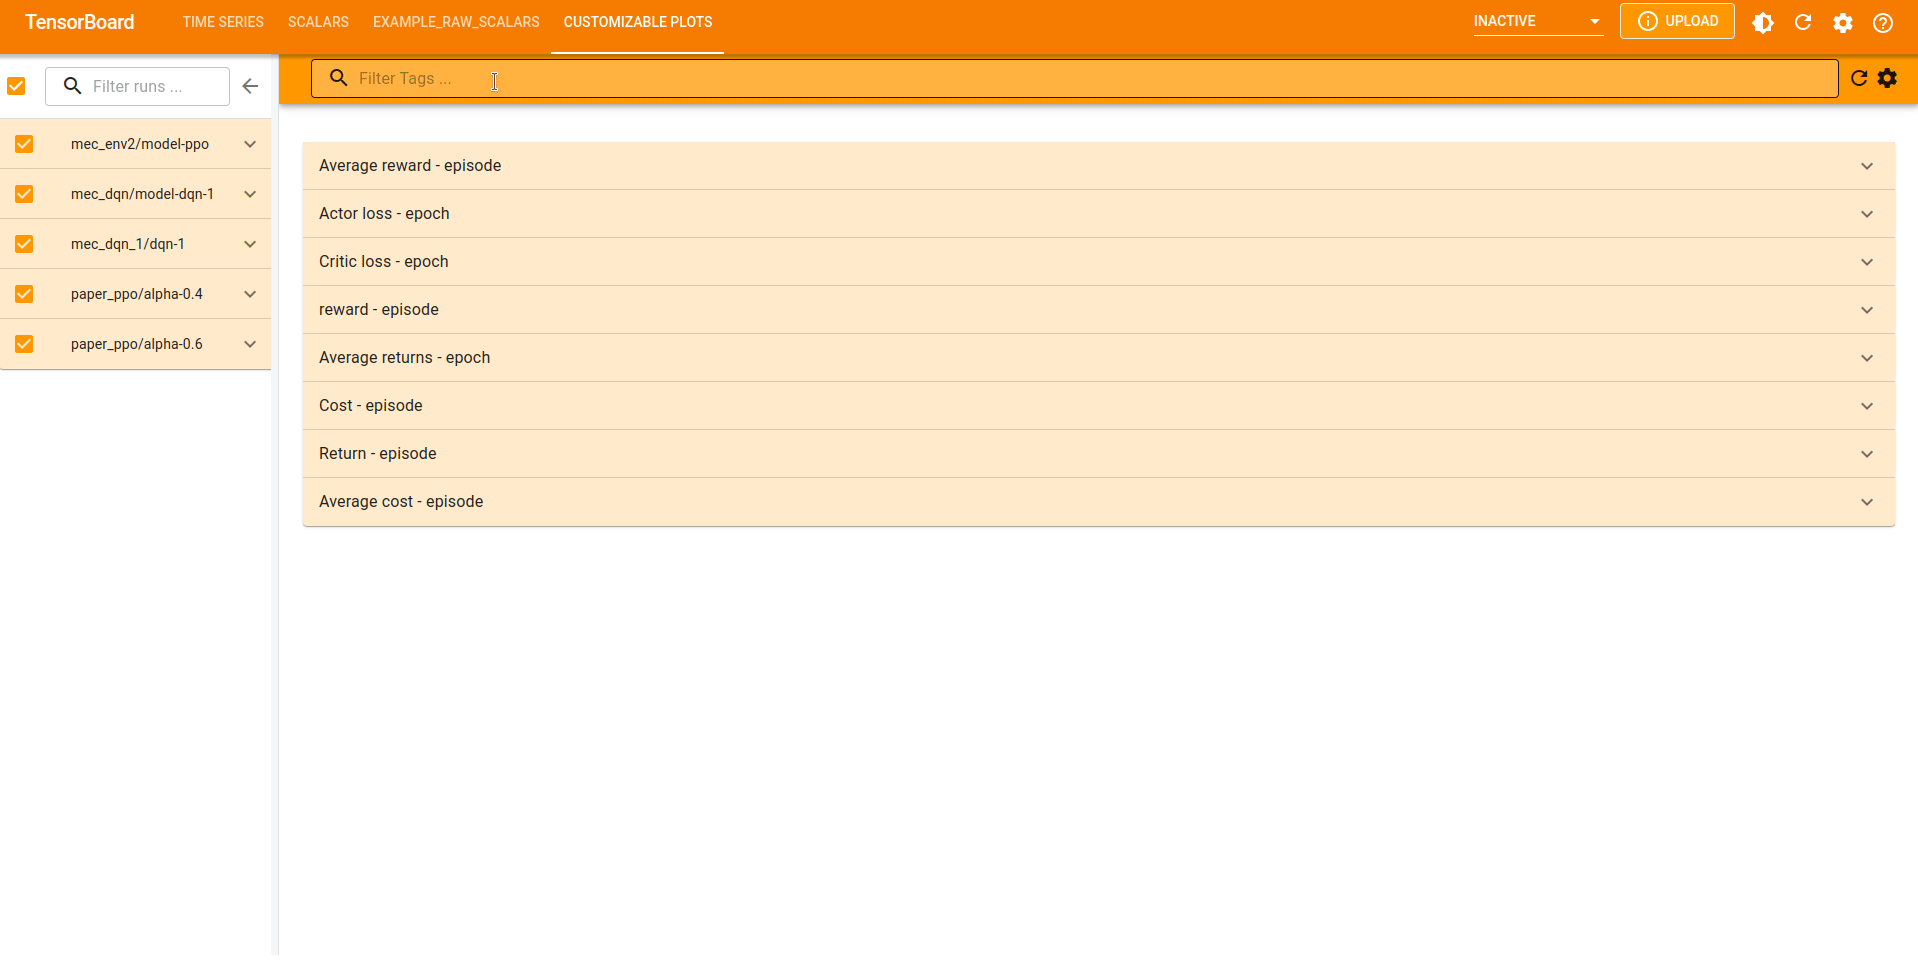 TensorBoard TIME SERIES SCALARS EXAMPLE_RAW_SCALARS CUSTOMIZABLE PLOTS INACTIVE UPLOAD
Filter runs ...
Filter Tags ...
mec_env2/model-ppo
mec_dqn/model-dqn-1
mec_dqn_1/dqn-1
paper_ppo/alpha-0.4
paper_ppo/alpha-0.6
Average reward - episode
Actor loss - epoch
Critic loss - epoch
reward - episode
Average returns - epoch
Cost - episode
Return - episode
Average cost - episode